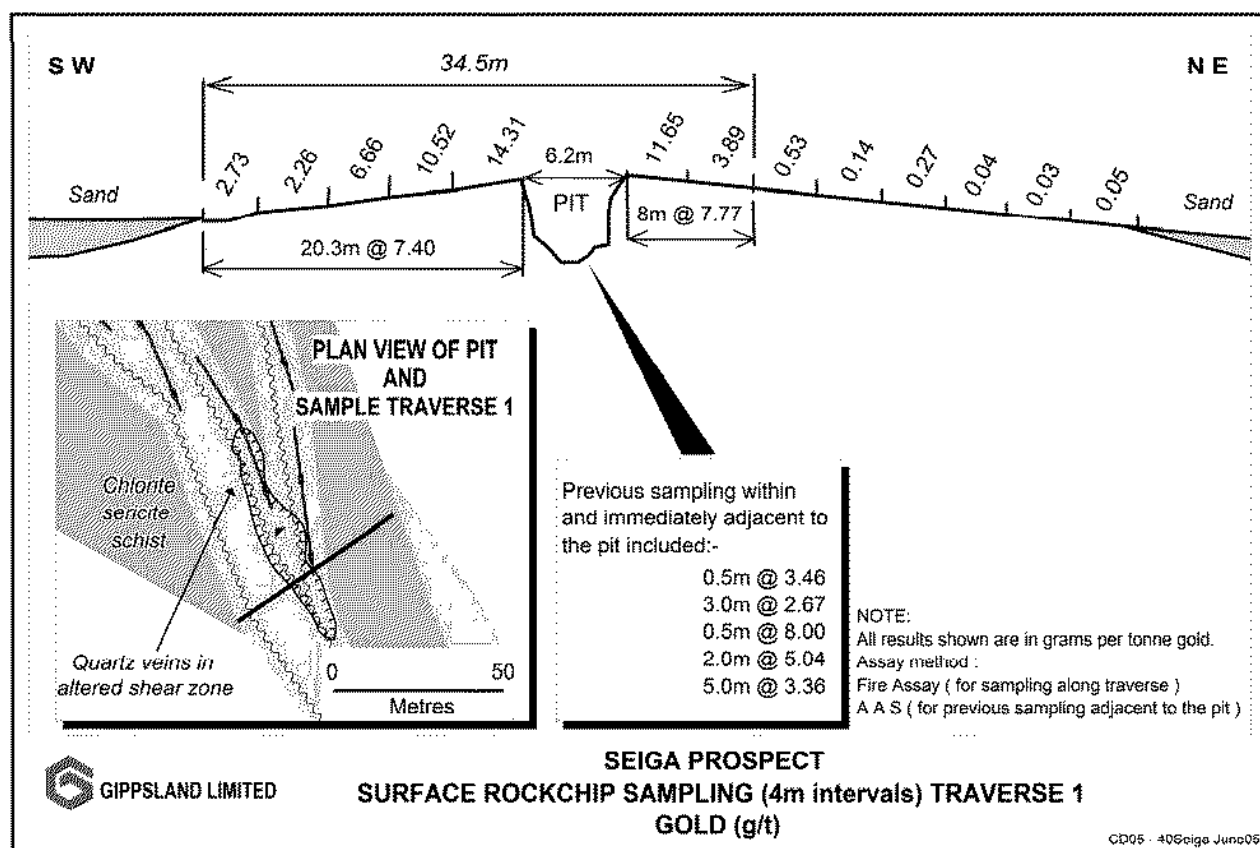 S W
34.5m
N E
2.73
2.26
6.66
10.52
14.31
6.2m
11.65
3.89
0.53
0.14
0.27
0.04
0.03
0.05
Sand
PIT
Sand
20.3m @ 7.40
8m @ 7.77
PLAN VIEW OF PIT
AND
SAMPLE TRAVERSE 1
Chlorite
sericite
schist
Quartz veins in
altered shear zone
0
50
Metres
Previous sampling within
and immediately adjacent to
the pit included:-
0.5m @ 3.46
3.0m @ 2.67
0.5m @ 8.00
2.0m @ 5.04
5.0m @ 3.36
NOTE:
All results shown are in grams per tonne gold.
Assay method :
Fire Assay ( for sampling along traverse )
A A S ( for previous sampling adjacent to the pit )
GIPPSLAND LIMITED
SEIGA PROSPECT
SURFACE ROCKCHIP SAMPLING (4m intervals) TRAVERSE 1
GOLD (g/t)
CD05 - 40Seiga June05